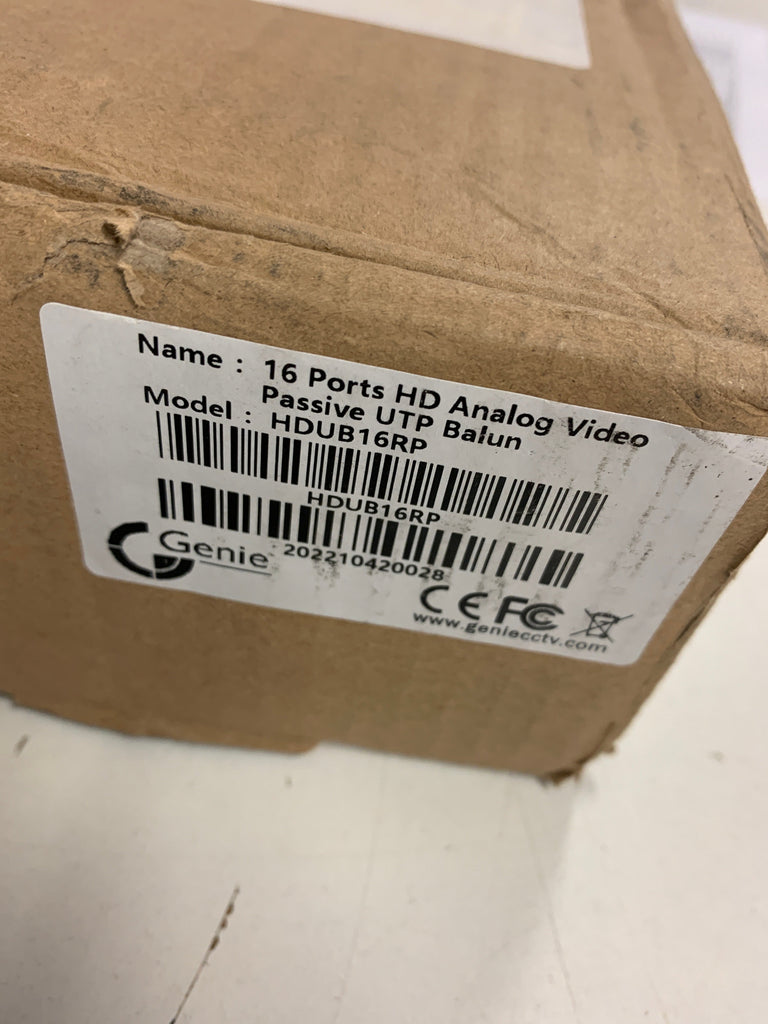 Name : 16 Ports HD Analog Video
Passive UTP Balun
Model : HDUB16RP
HDUB16RP
Genie
202210420028
CE FC
www.geniecctv.com